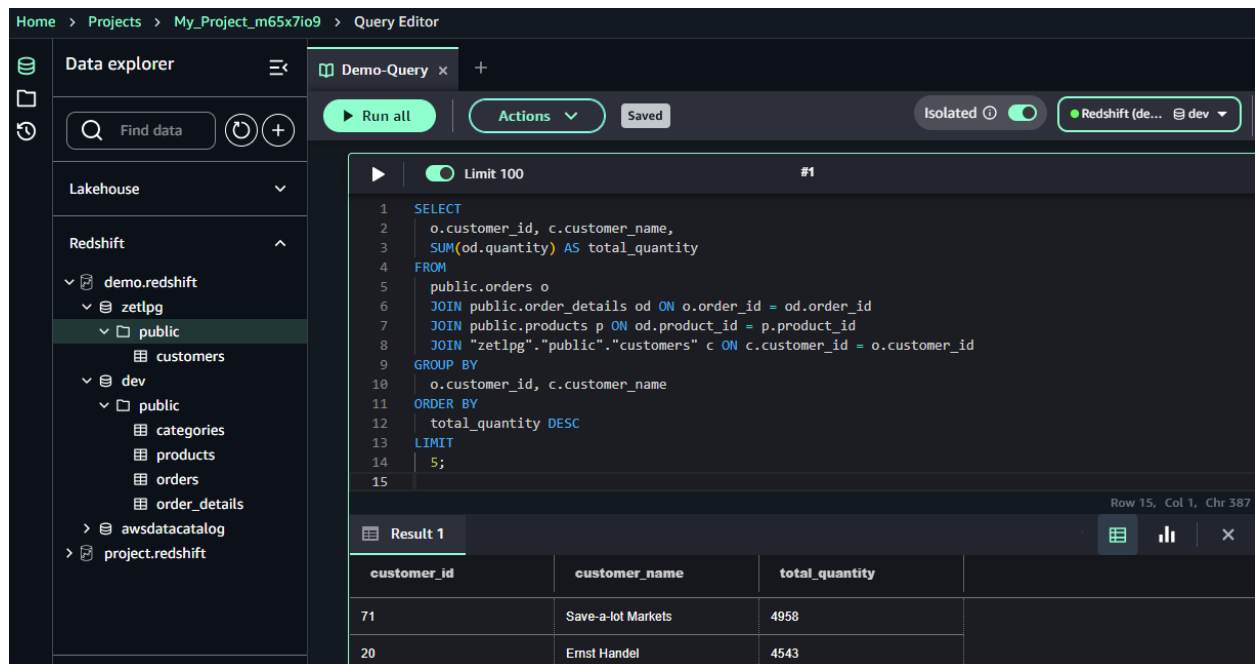 Home > Projects > My_Project_m65x7io9 > Query Editor
Data explorer
Find data
Lakehouse
Redshift
demo.redshift
zetlpg
public
customers
dev
public
categories
products
orders
order_details
awsdatacatalog
project.redshift
Demo-Query × +
Run all
Actions
Saved
Isolated
Redshift (de... dev
Limit 100
#1
1 SELECT
2 o.customer_id, c.customer_name,
3 SUM(od.quantity) AS total_quantity
4 FROM
5 public.orders o
6 JOIN public.order_details od ON o.order_id = od.order_id
7 JOIN public.products p ON od.product_id = p.product_id
8 JOIN "zetlpg"."public"."customers" c ON c.customer_id = o.customer_id
9 GROUP BY
10 o.customer_id, c.customer_name
11 ORDER BY
12 total_quantity DESC
13 LIMIT
14 5;
15
Row 15, Col 1, Chr 387
Result 1
customer_id customer_name total_quantity
71 Save-a-lot Markets 4958
20 Ernst Handel 4543